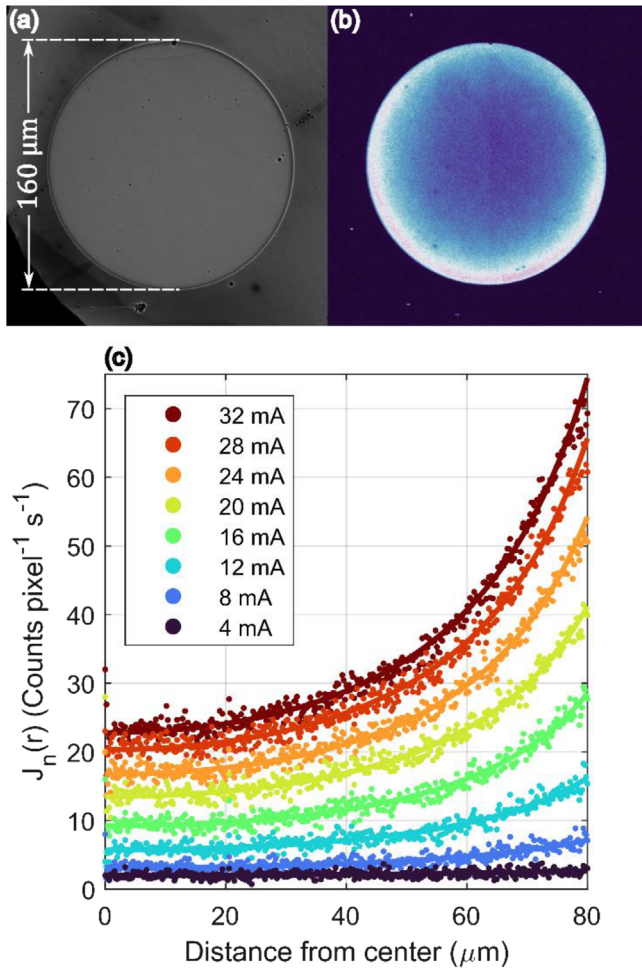 (a)
(b)
160 μm
(c)
70
60
50
40
30
20
10
0
J_n(r) (Counts pixel⁻¹ s⁻¹)
32 mA
28 mA
24 mA
20 mA
16 mA
12 mA
8 mA
4 mA
0 20 40 60 80
Distance from center (μm)